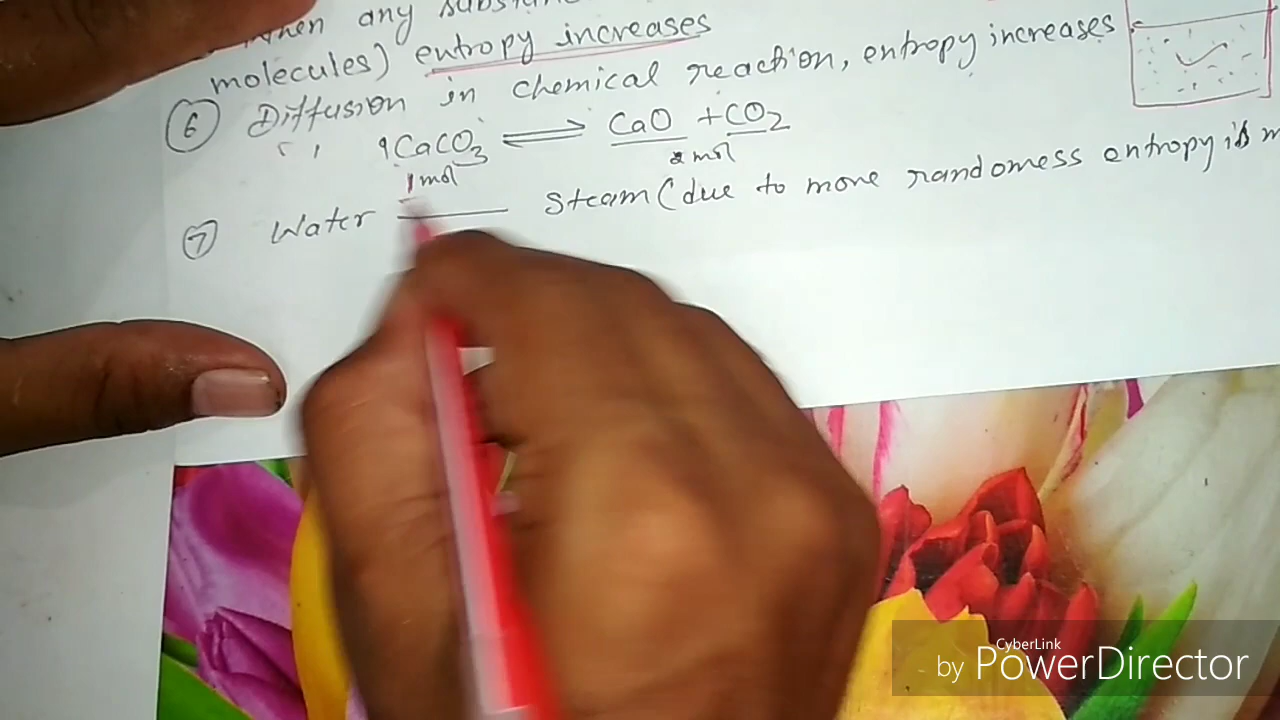 when any substan
molecules) entropy increases
⑥ Diffusion in chemical reaction, entropy increases
CaCO3 ⇌ CaO + CO2
1 mol 2 mol
⑦ Water — Steam (due to more randomess entropy is m
CyberLink
by PowerDirector